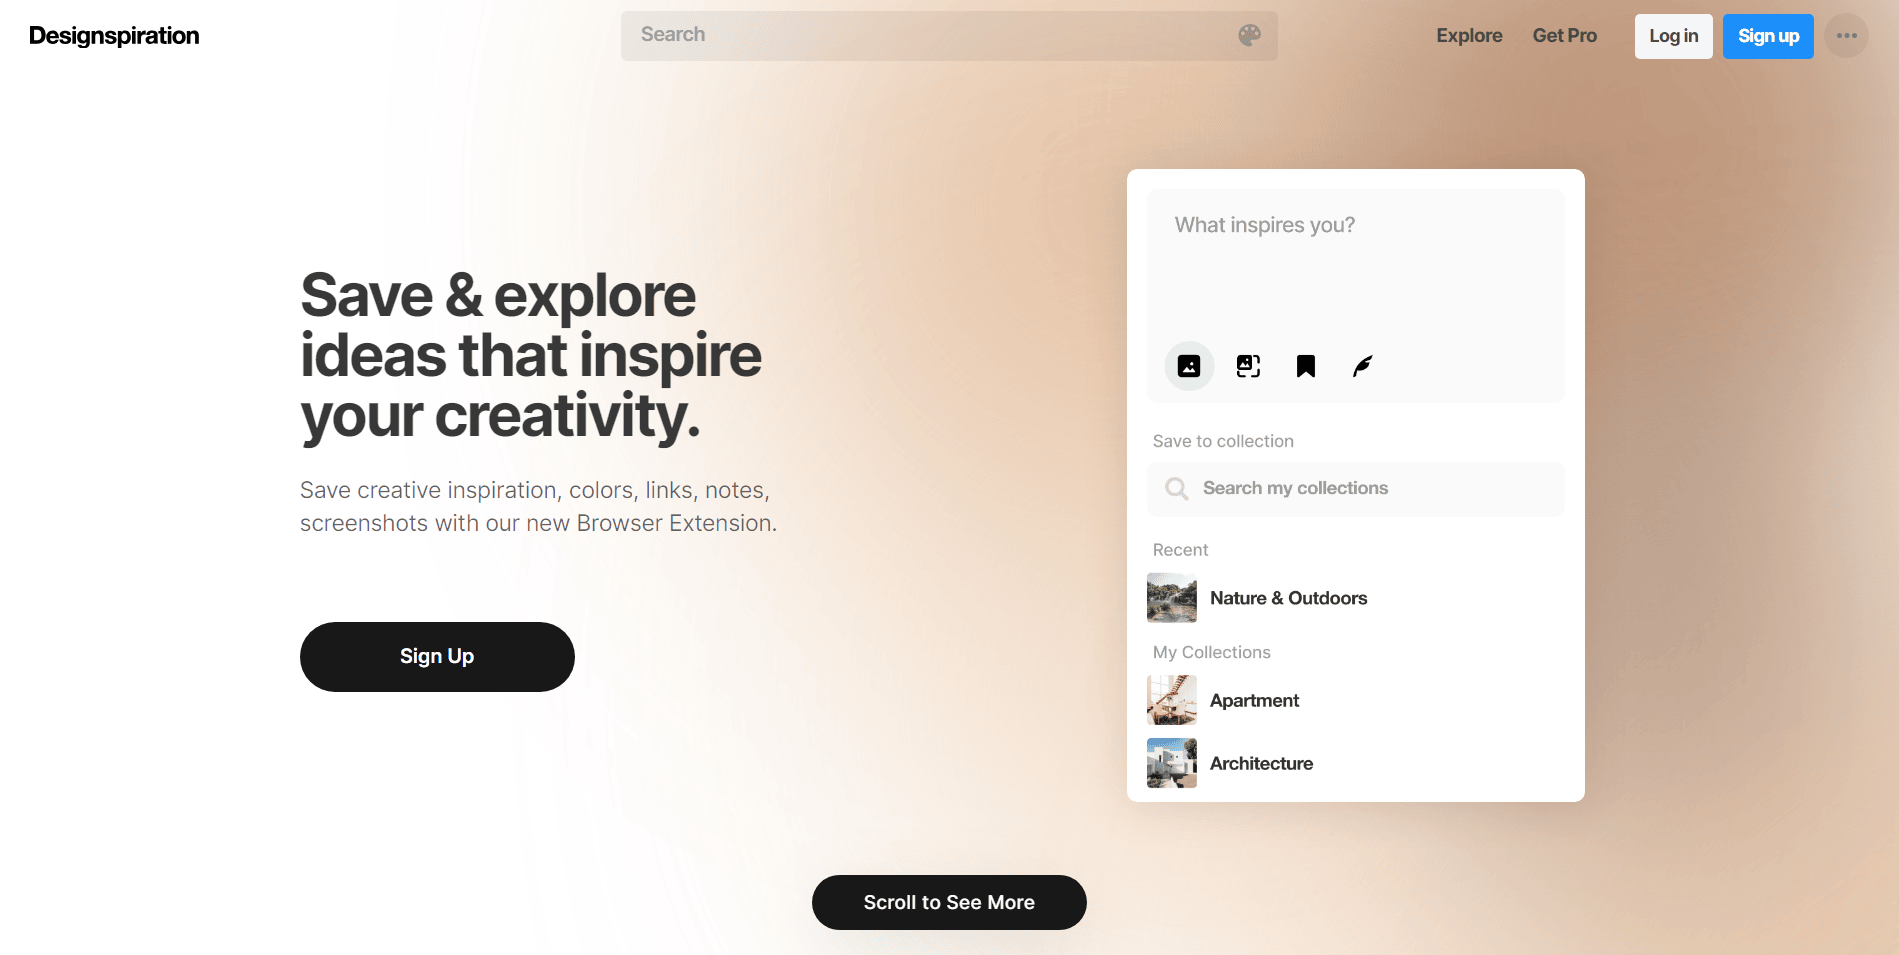 Designspiration
Search
Explore
Get Pro
Log in
Sign up
Save & explore
ideas that inspire
your creativity.
Save creative inspiration, colors, links, notes,
screenshots with our new Browser Extension.
Sign Up
What inspires you?
Save to collection
Search my collections
Recent
Nature & Outdoors
My Collections
Apartment
Architecture
Scroll to See More